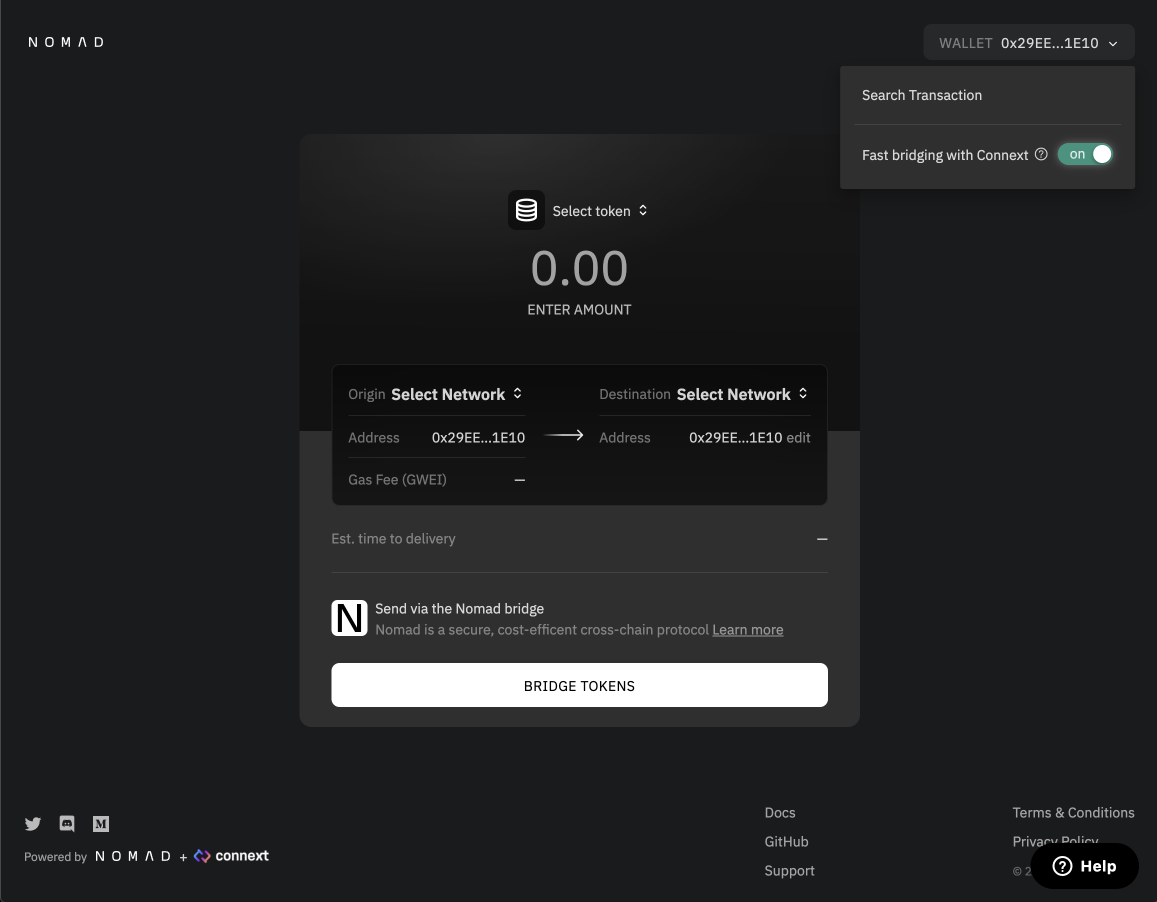 NOMAD
WALLET 0x29EE...1E10
Search Transaction
Fast bridging with Connext ? on
Select token
0.00
ENTER AMOUNT
Origin Select Network
Destination Select Network
Address 0x29EE...1E10
Address 0x29EE...1E10 edit
Gas Fee (GWEI) –
Est. time to delivery –
N
Send via the Nomad bridge
Nomad is a secure, cost-efficent cross-chain protocol Learn more
BRIDGE TOKENS
Docs
GitHub
Support
Terms & Conditions
Privacy Policy
© 2
? Help
M
Powered by NOMAD + connext